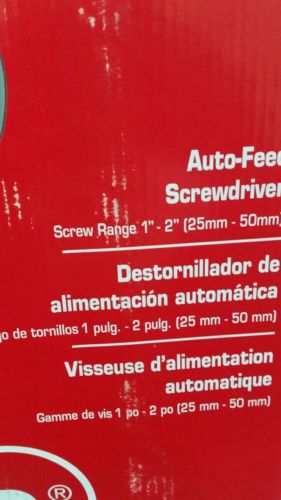 Auto-Feed
Screwdriver
Screw Range 1" - 2" (25mm - 50mm)
Destornillador de
alimentación automática
go de tornillos 1 pulg. - 2 pulg. (25 mm - 50 mm)
Visseuse d'alimentation
automatique
Gamme de vis 1 po - 2 po (25 mm - 50 mm)
®